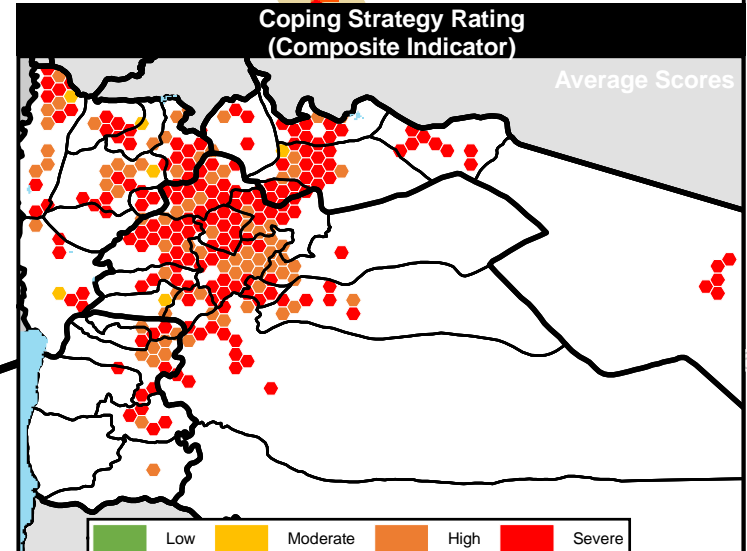 Coping Strategy Rating
(Composite Indicator)
Average Scores
Low Moderate High Severe